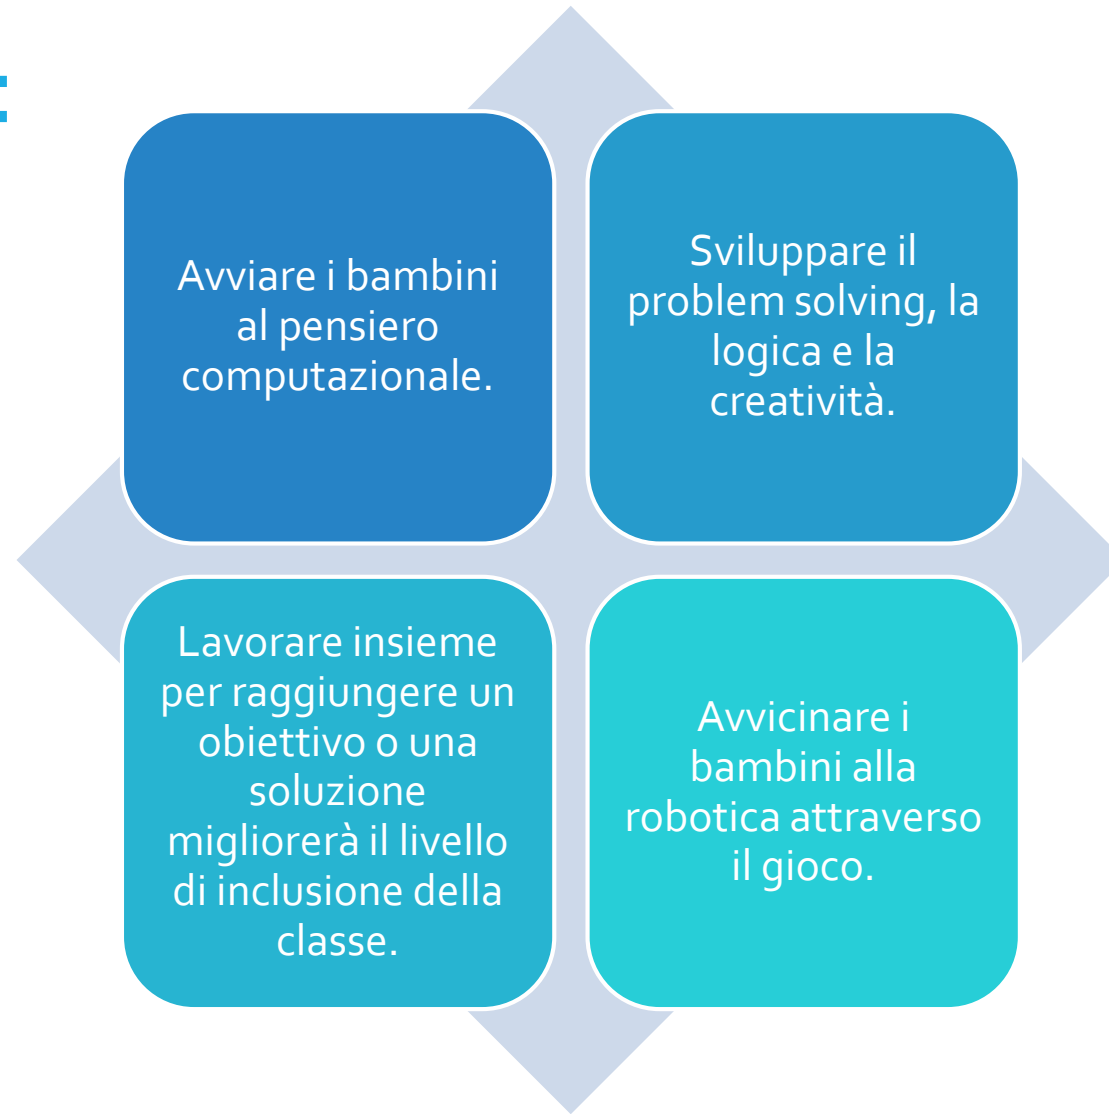 :
Avviare i bambini
al pensiero
computazionale.
Sviluppare il
problem solving, la
logica e la
creatività.
Lavorare insieme
per raggiungere un
obiettivo o una
soluzione
migliorerà il livello
di inclusione della
classe.
Avvicinare i
bambini alla
robotica attraverso
il gioco.